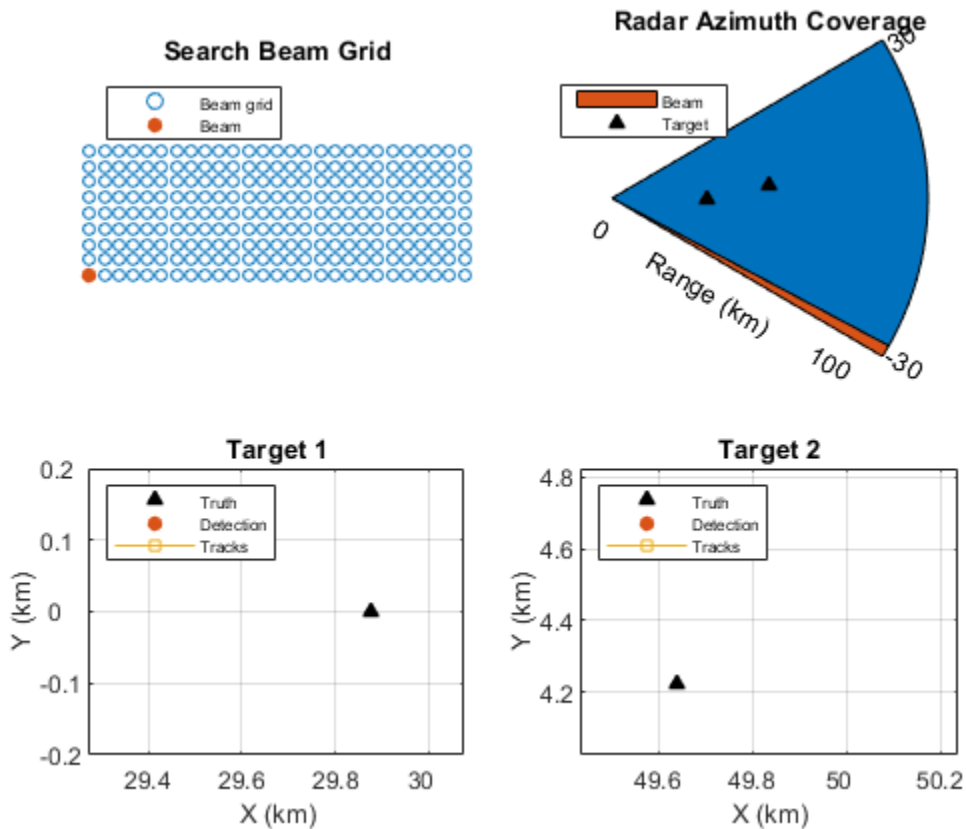 Search Beam Grid
Beam grid
Beam
Radar Azimuth Coverage
30
Beam
Target
0
Range (km)
100
-30
Target 1
0.2
0.1
0
-0.1
-0.2
Y (km)
Truth
Detection
Tracks
29.4
29.6
29.8
30
X (km)
Target 2
4.8
4.6
4.4
4.2
Y (km)
Truth
Detection
Tracks
49.6
49.8
50
50.2
X (km)